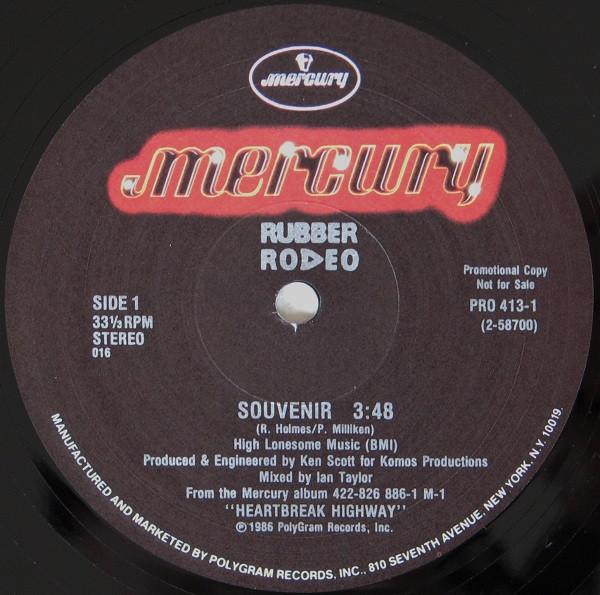 mercury
mercury
RUBBER
RODEO
Promotional Copy
Not for Sale
SIDE 1
PRO 413-1
33⅓ RPM
(2-58700)
STEREO
016
SOUVENIR 3:48
(R. Holmes/P. Milliken)
High Lonesome Music (BMI)
Produced & Engineered by Ken Scott for Komos Productions
Mixed by Ian Taylor
From the Mercury album 422-826 886-1 M-1
"HEARTBREAK HIGHWAY"
℗ © 1986 PolyGram Records, Inc.
MANUFACTURED AND MARKETED BY POLYGRAM RECORDS, INC., 810 SEVENTH AVENUE, NEW YORK, N.Y. 10019.